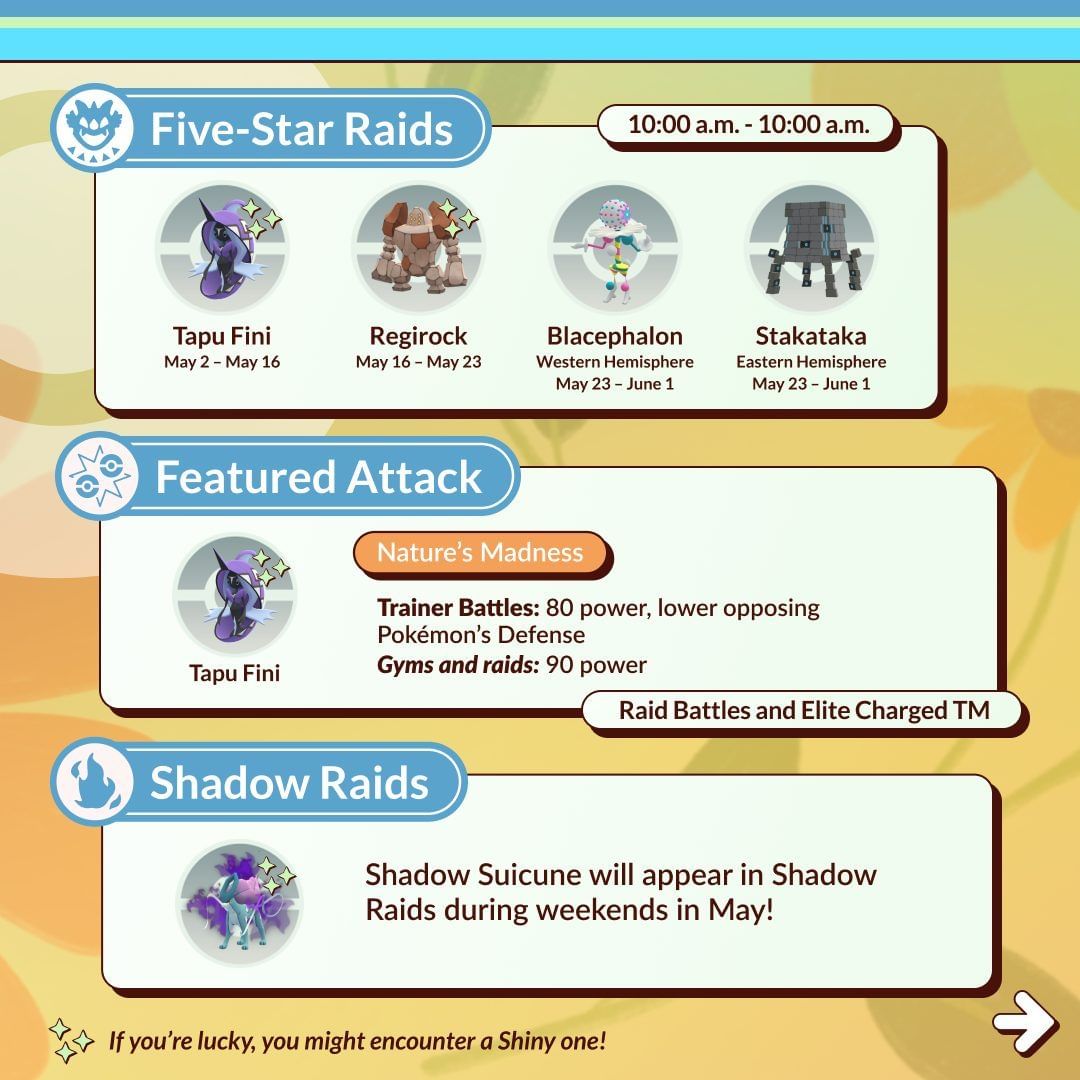 Five-Star Raids
10:00 a.m. - 10:00 a.m.
Tapu Fini
May 2 – May 16
Regirock
May 16 – May 23
Blacephalon
Western Hemisphere
May 23 – June 1
Stakataka
Eastern Hemisphere
May 23 – June 1
Featured Attack
Tapu Fini
Nature’s Madness
Trainer Battles: 80 power, lower opposing
Pokémon’s Defense
Gyms and raids: 90 power
Raid Battles and Elite Charged TM
Shadow Raids
Shadow Suicune will appear in Shadow
Raids during weekends in May!
If you’re lucky, you might encounter a Shiny one!